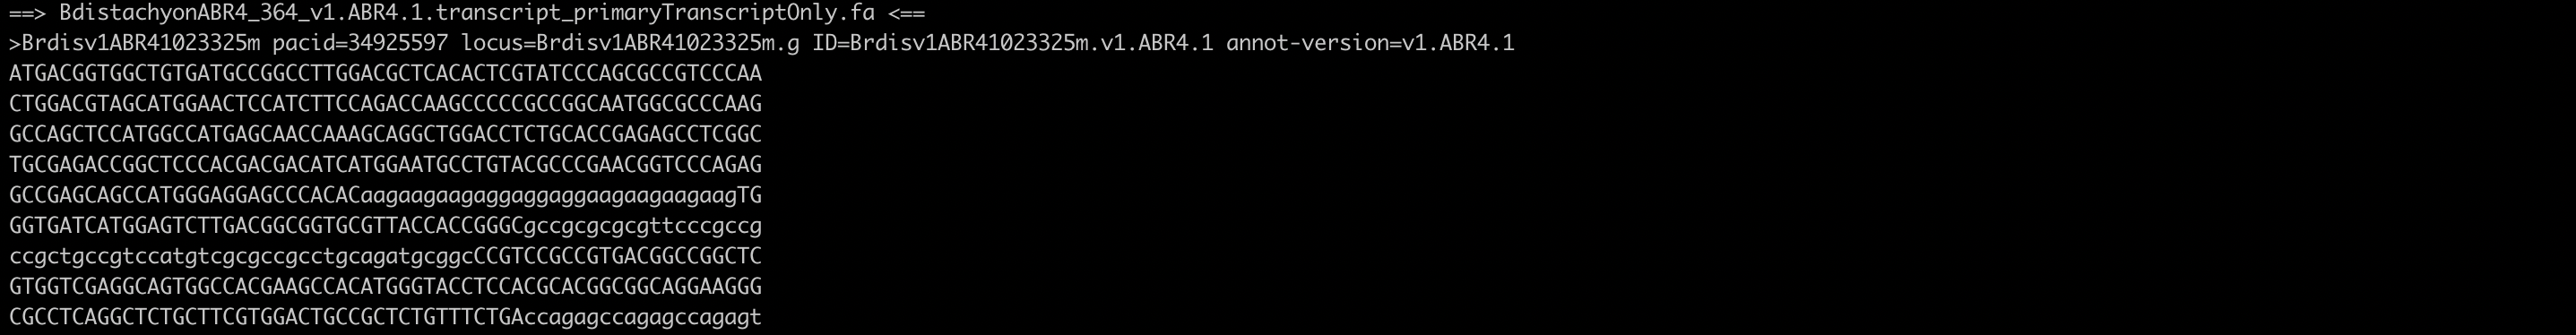 ==> BdistachyonABR4_364_v1.ABR4.1.transcript_primaryTranscriptOnly.fa <==
>Brdisv1ABR41023325m pacid=34925597 locus=Brdisv1ABR41023325m.g ID=Brdisv1ABR41023325m.v1.ABR4.1 annot-version=v1.ABR4.1
ATGACGGTGGCTGTGATGCCGGCCTTGGACGCTCACACTCGTATCCCAGCGCCGTCCCAA
CTGGACGTAGCATGGAACTCCATCTTCCAGACCAAGCCCCCGCCGGCAATGGCGCCCAAG
GCCAGCTCCATGGCCATGAGCAACCAAAGCAGGCTGGACCTCTGCACCGAGAGCCTCGGC
TGCGAGACCGGCTCCCACGACGACATCATGGAATGCCTGTACGCCCGAACGGTCCCAGAG
GCCGAGCAGCCATGGGAGGAGCCCACACaagaagaagaggaggaggaagaagaagaagTG
GGTGATCATGGAGTCTTGACGGCGGTGCGTTACCACCGGGCgccgcgcgcgttcccgccg
ccgctgccgtccatgtcgcgccgcctgcagatgcggcCCGTCCGCCGTGACGGCCGGCTC
GTGGTCGAGGCAGTGGCCACGAAGCCACATGGGTACCTCCACGCACGGCGGCAGGAAGGG
CGCCTCAGGCTCTGCTTCGTGGACTGCCGCTCTGTTTCTGAccagagccagagccagagt